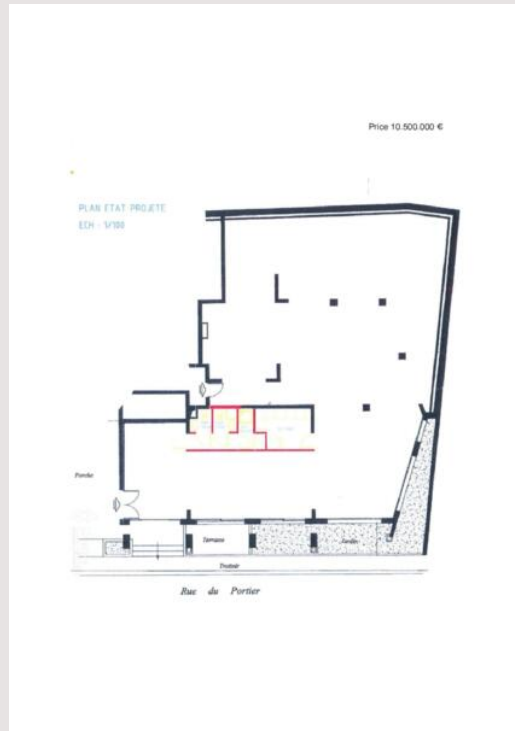 Price 10.500.000 €
PLAN ETAT PROJETE
ECH : 1/100
Porche
Terrasse
Jardin
Trottoir
Rue du Portier